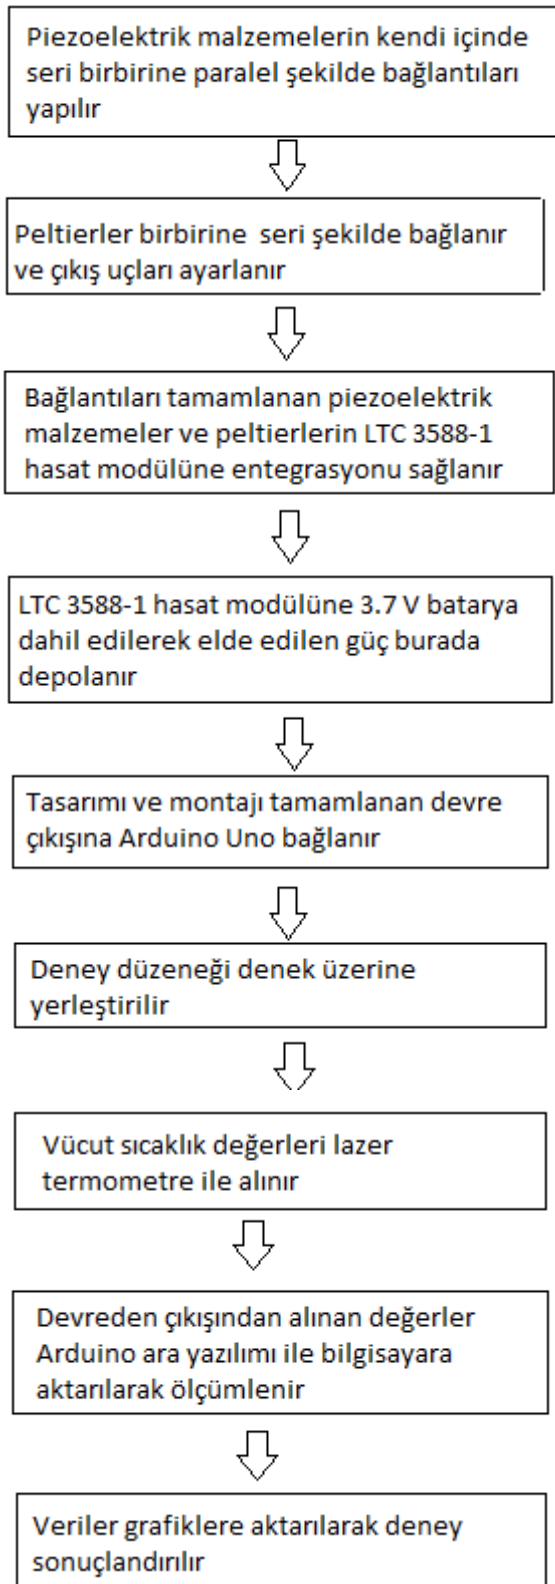 Piezoelektrik malzemelerin kendi içinde
seri birbirine paralel şekilde bağlantıları
yapılır
Peltierler birbirine seri şekilde bağlanır
ve çıkış uçları ayarlanır
Bağlantıları tamamlanan piezoelektrik
malzemeler ve peltierlerin LTC 3588-1
hasat modülüne entegrasyonu sağlanır
LTC 3588-1 hasat modülüne 3.7 V batarya
dahil edilerek elde edilen güç burada
depolanır
Tasarımı ve montajı tamamlanan devre
çıkışına Arduino Uno bağlanır
Deney düzeneği denek üzerine
yerleştirilir
Vücut sıcaklık değerleri lazer
termometre ile alınır
Devreden çıkışından alınan değerler
Arduino ara yazılımı ile bilgisayara
aktarılarak ölçümlenir
Veriler grafiklere aktarılarak deney
sonuçlandırılır